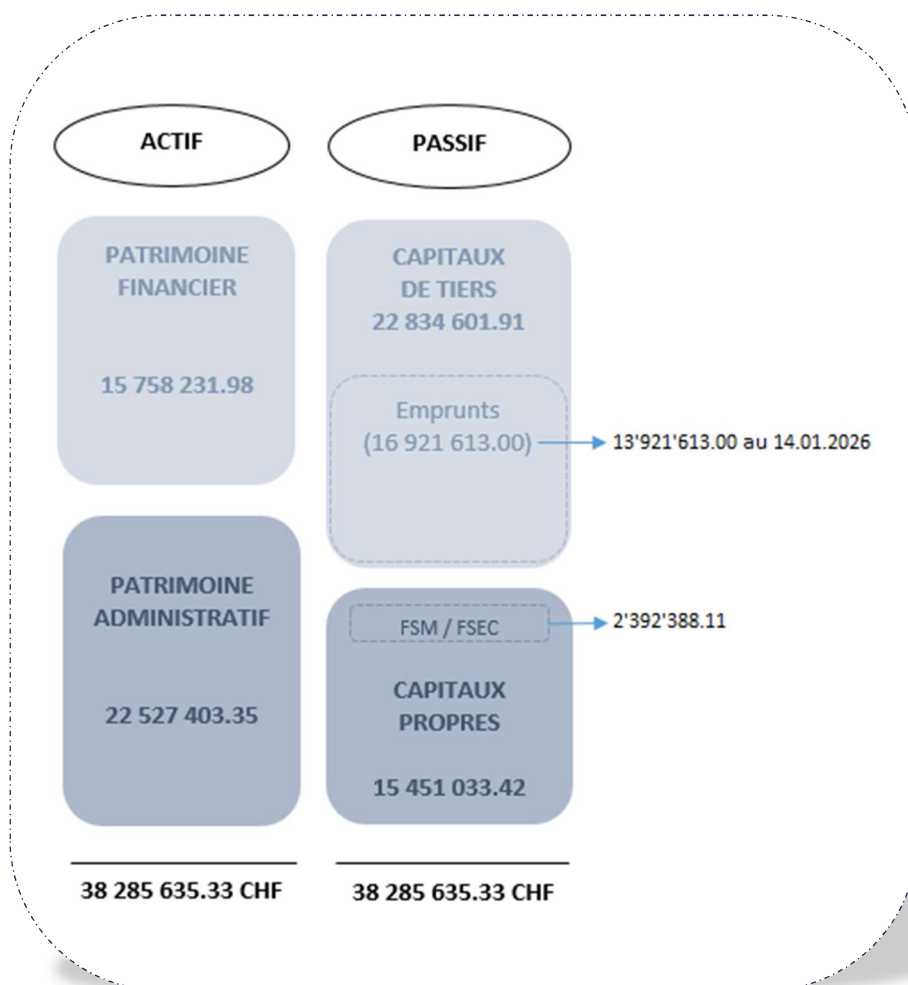 ACTIF
PATRIMOINE
FINANCIER
15 758 231.98
PATRIMOINE
ADMINISTRATIF
22 527 403.35
38 285 635.33 CHF
PASSIF
CAPITAUX
DE TIERS
22 834 601.91
Emprunts
(16 921 613.00)
13'921'613.00 au 14.01.2026
FSM / FSEC
2'392'388.11
CAPITAUX
PROPRES
15 451 033.42
38 285 635.33 CHF